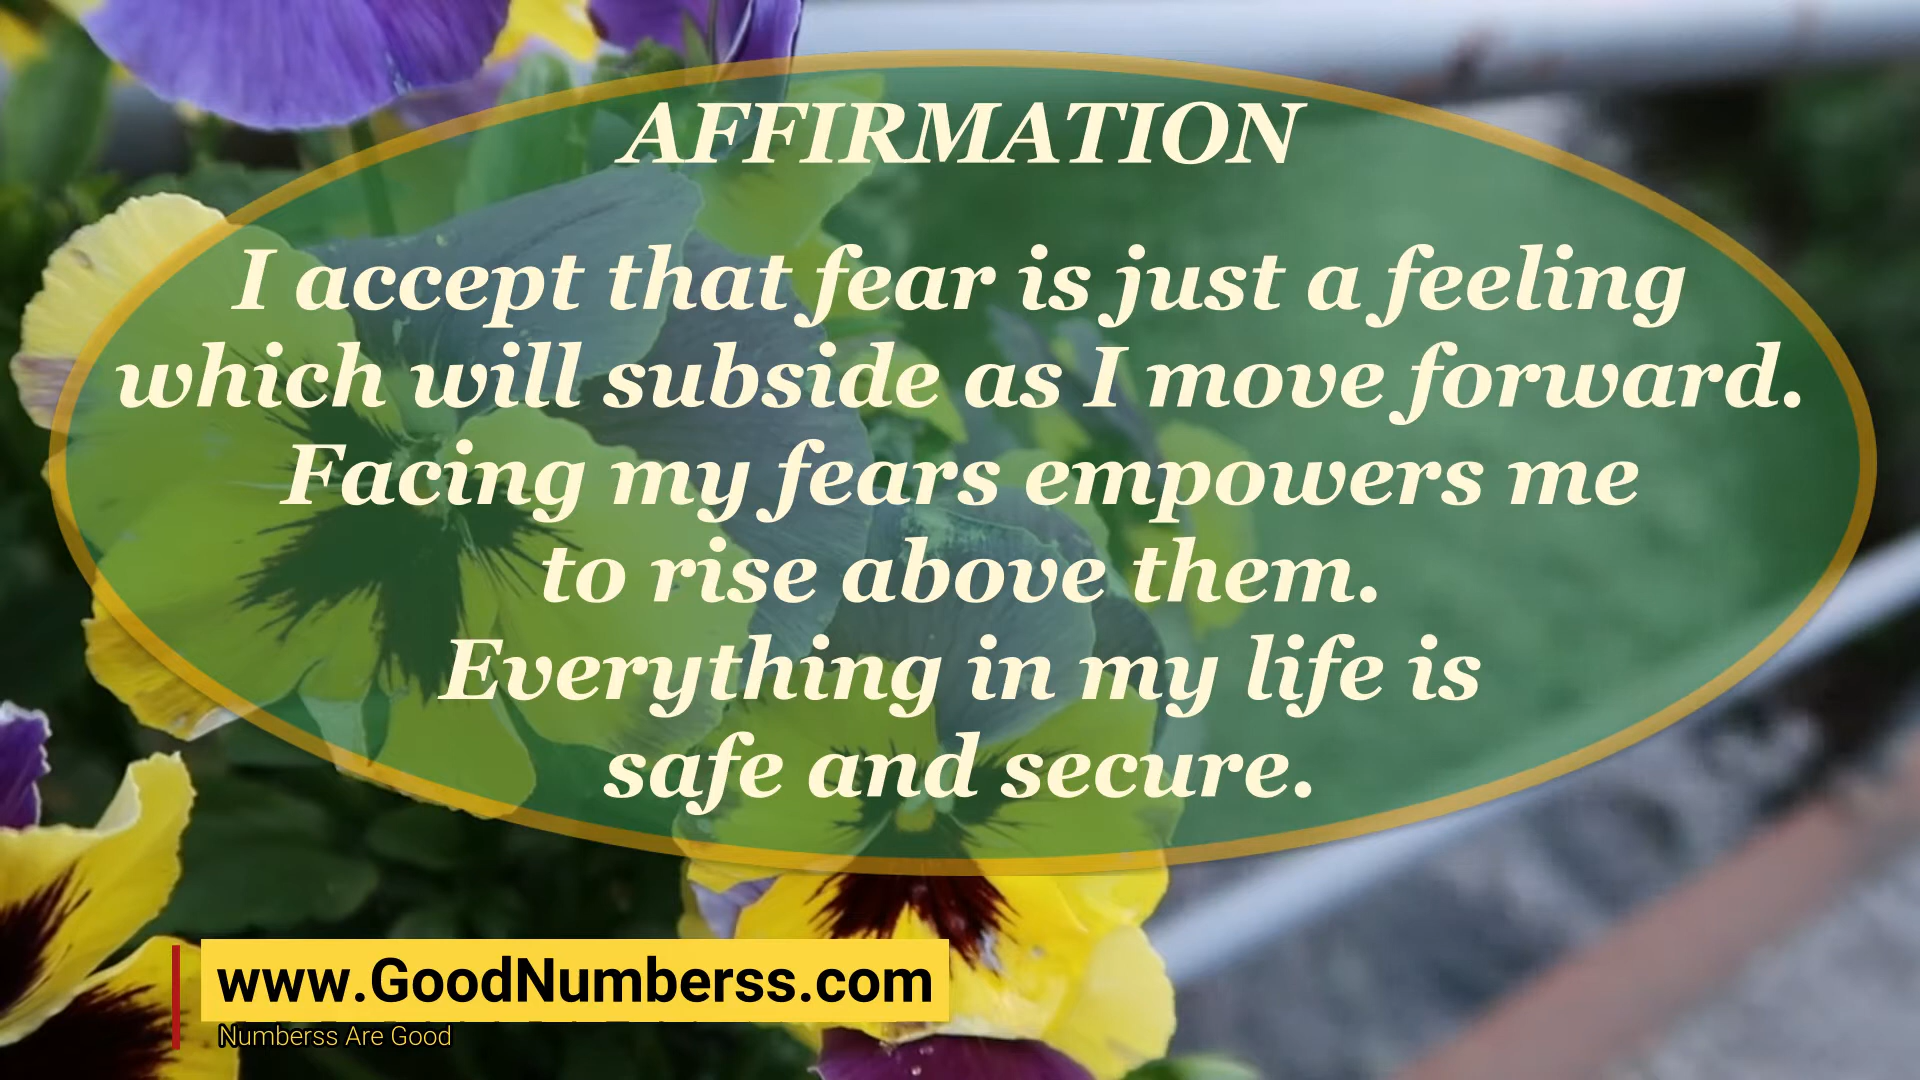 AFFIRMATION
I accept that fear is just a feeling
which will subside as I move forward.
Facing my fears empowers me
to rise above them.
Everything in my life is
safe and secure.
www.GoodNumberss.com
Numberss Are Good